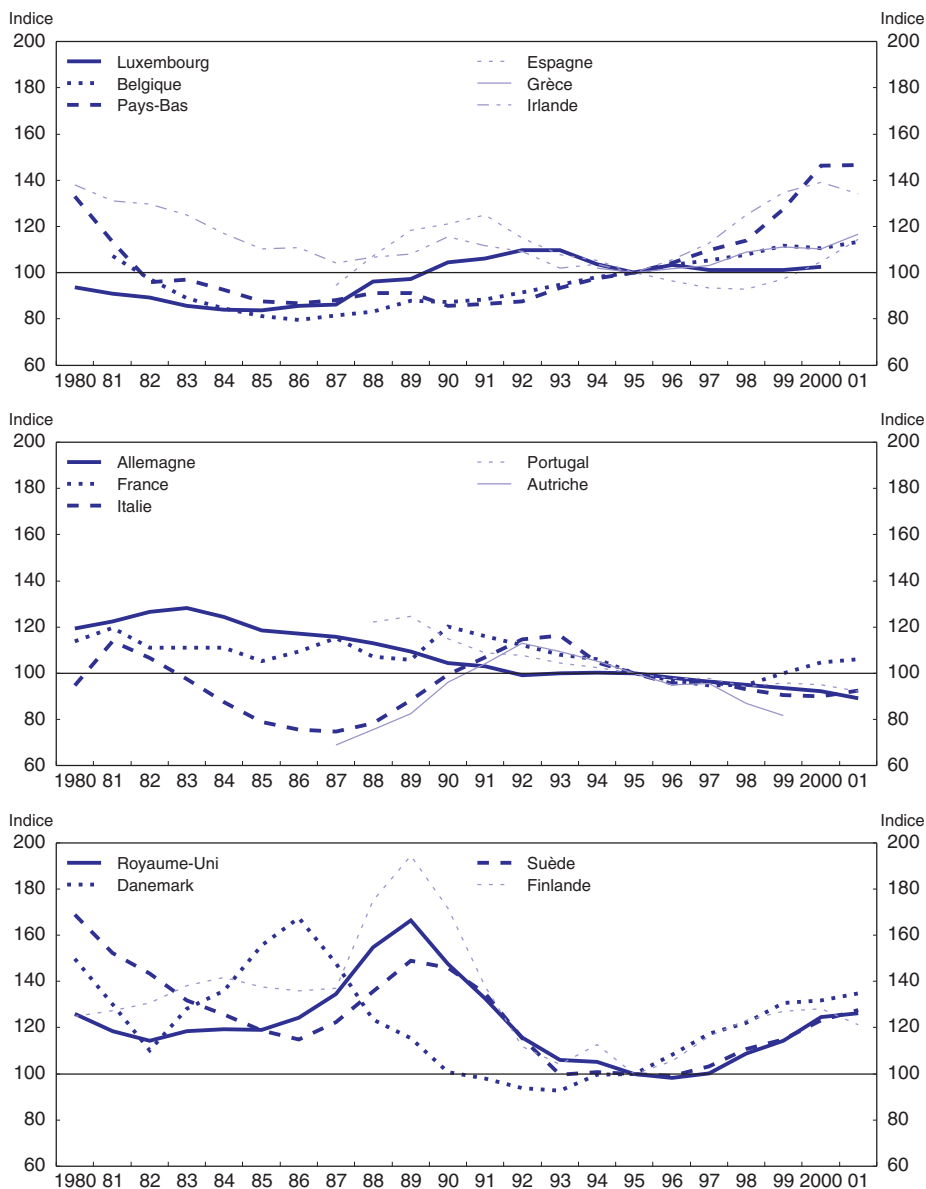 Indice Indice
200 200
Luxembourg Espagne
180 Belgique Grèce 180
Pays-Bas Irlande
160 160
140 140
120 120
100 100
80 80
60 60
1980 81 82 83 84 85 86 87 88 89 90 91 92 93 94 95 96 97 98 99 2000 01
Indice Indice
200 200
Allemagne Portugal
180 France Autriche 180
Italie
160 160
140 140
120 120
100 100
80 80
60 60
1980 81 82 83 84 85 86 87 88 89 90 91 92 93 94 95 96 97 98 99 2000 01
Indice Indice
200 200
Royaume-Uni Suède
180 Danemark Finlande 180
160 160
140 140
120 120
100 100
80 80
60 60
1980 81 82 83 84 85 86 87 88 89 90 91 92 93 94 95 96 97 98 99 2000 01